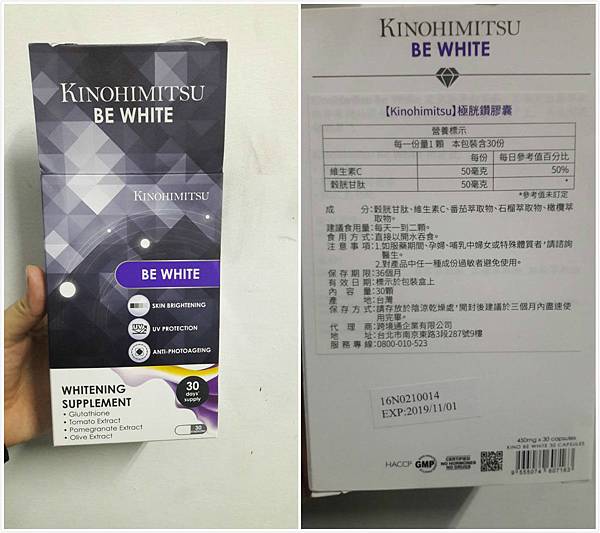 KINOHIMITSU
BE WHITE
KINOHIMITSU
BE WHITE
SKIN BRIGHTENING
UV PROTECTION
ANTI-PHOTOAGEING
WHITENING
SUPPLEMENT
• Glutathione
• Tomato Extract
• Pomegranate Extract
• Olive Extract
30
days'
supply
30
KINOHIMITSU
BE WHITE
【Kinohimitsu】極胱鑽膠囊
營養標示
每一份量1顆 本包裝含30份
每份 每日參考值百分比
維生素C 50毫克 50%
穀胱甘肽 50毫克 *
*參考值未訂定
成 分:穀胱甘肽、維生素C、番茄萃取物、石榴萃取物、橄欖萃
取物。
建議食用量:每天一到二顆。
食用方式:直接以開水吞食。
注意事項:1.如服藥期間、孕婦、哺乳中婦女或特殊體質者,請諮詢
醫生。
2.對產品中任一種成份過敏者避免使用。
保存期限:36個月
有效日期:標示於包裝盒上
內容量:30顆
產地:台灣
保存方式:請存放於陰涼乾燥處,開封後建議於三個月內盡速使
用完畢。
代理商:跨境通企業有限公司
地址:台北市南京東路3段287號9樓
服務專線:0800-010-523
16N0210014
EXP:2019/11/01
450mg x 30 capsules
KINO BE WHITE 30 CAPSULES
HACCP
GMP
CERTIFIED
NO HORMONES
NO DRUGS
9 555074 807183